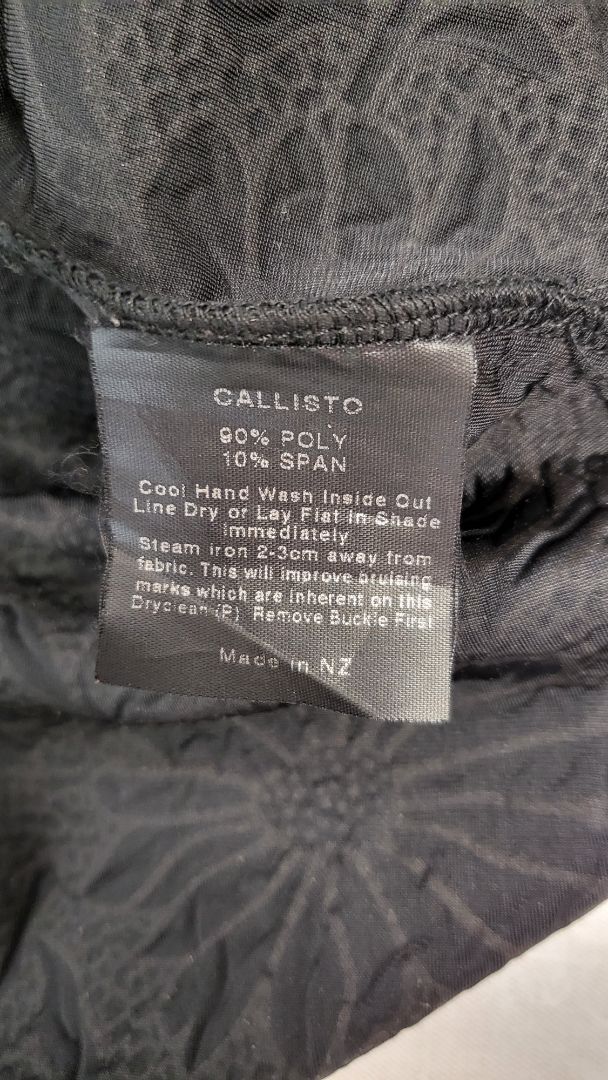 CALLISTO
90% POLY
10% SPAN
Cool Hand Wash Inside Out
Line Dry or Lay Flat in Shade
immediately
Steam iron 2-3cm away from
fabric. This will improve bruising
marks which are inherent on this
Dryclean (P) Remove Buckle First
Made in NZ